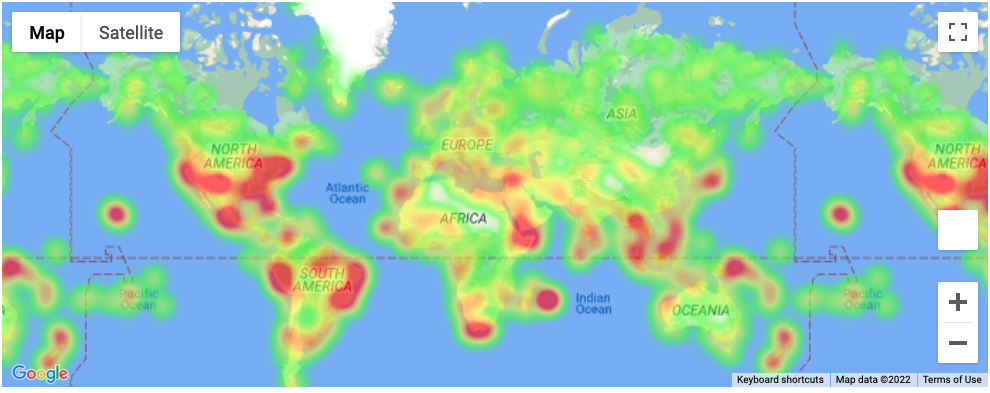 Map
Satellite
ASIA
NORTH
AMERICA
EUROPE
NORTH
AMERICA
Atlantic
Ocean
AFRICA
SOUTH
AMERICA
Pacific
Ocean
Indian
Ocean
OCEANIA
Pacific
Ocean
Google
Keyboard shortcuts
Map data ©2022
Terms of Use